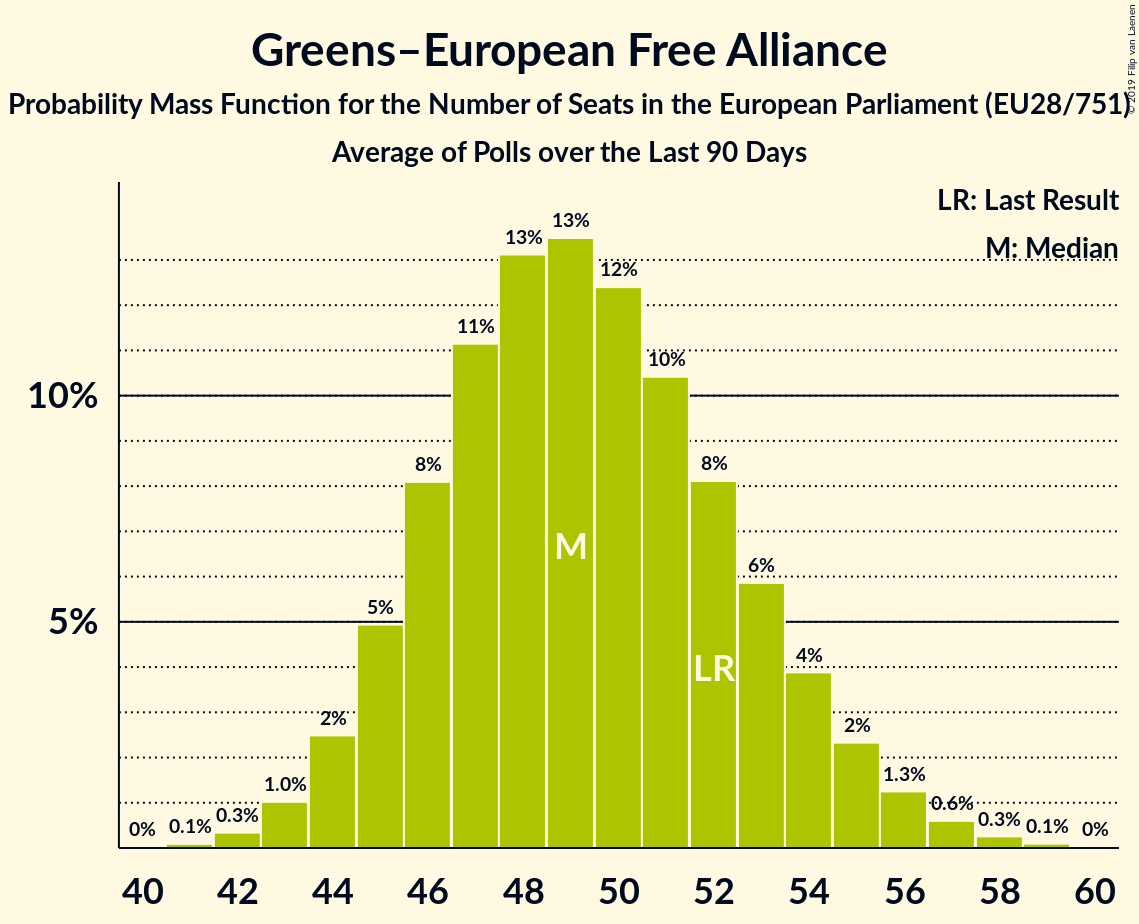 Greens–European Free Alliance
Probability Mass Function for the Number of Seats in the European Parliament (EU28/751)
Average of Polls over the Last 90 Days
© 2019 Filip van Laenen
LR: Last Result
M: Median
10%
5%
0%
0.1%
0.3%
1.0%
2%
5%
8%
11%
13%
13%
12%
10%
8%
6%
4%
2%
1.3%
0.6%
0.3%
0.1%
0%
M
LR
40 42 44 46 48 50 52 54 56 58 60